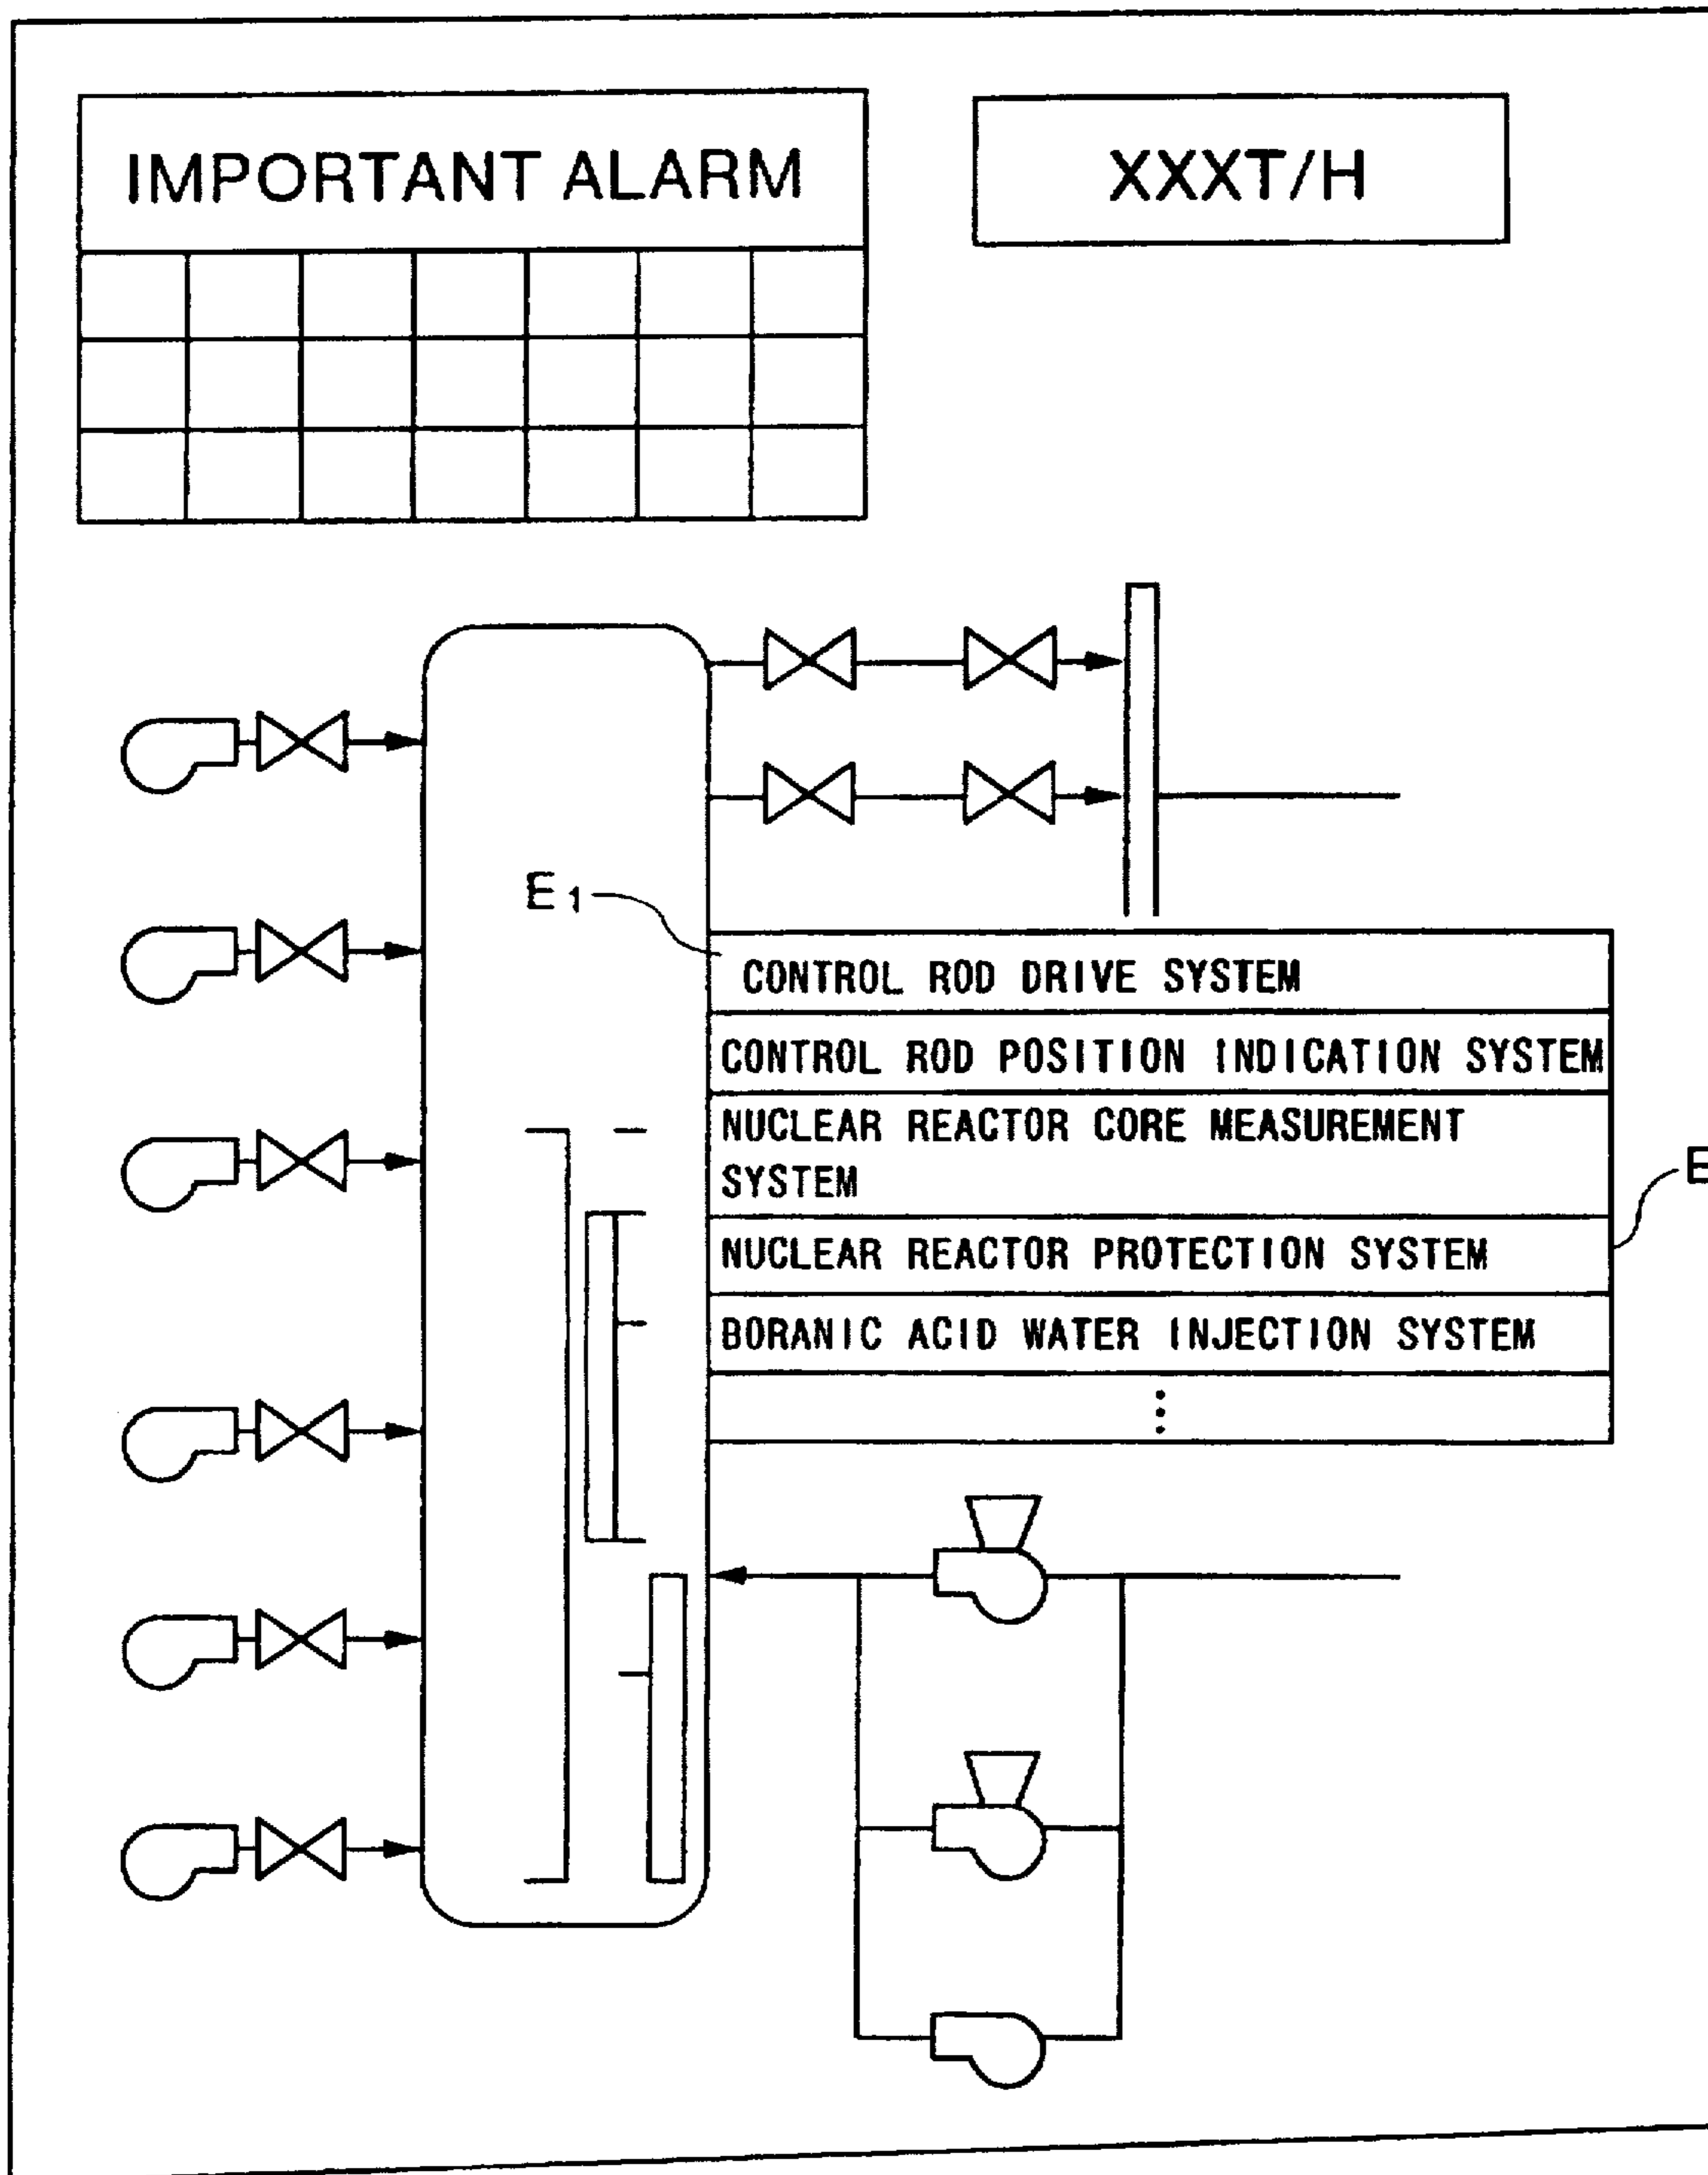 IMPORTANT ALARM
XXXT/H
E1
CONTROL ROD DRIVE SYSTEM
CONTROL ROD POSITION INDICATION SYSTEM
NUCLEAR REACTOR CORE MEASUREMENT
SYSTEM
E
NUCLEAR REACTOR PROTECTION SYSTEM
BORANIC ACID WATER INJECTION SYSTEM
⋮